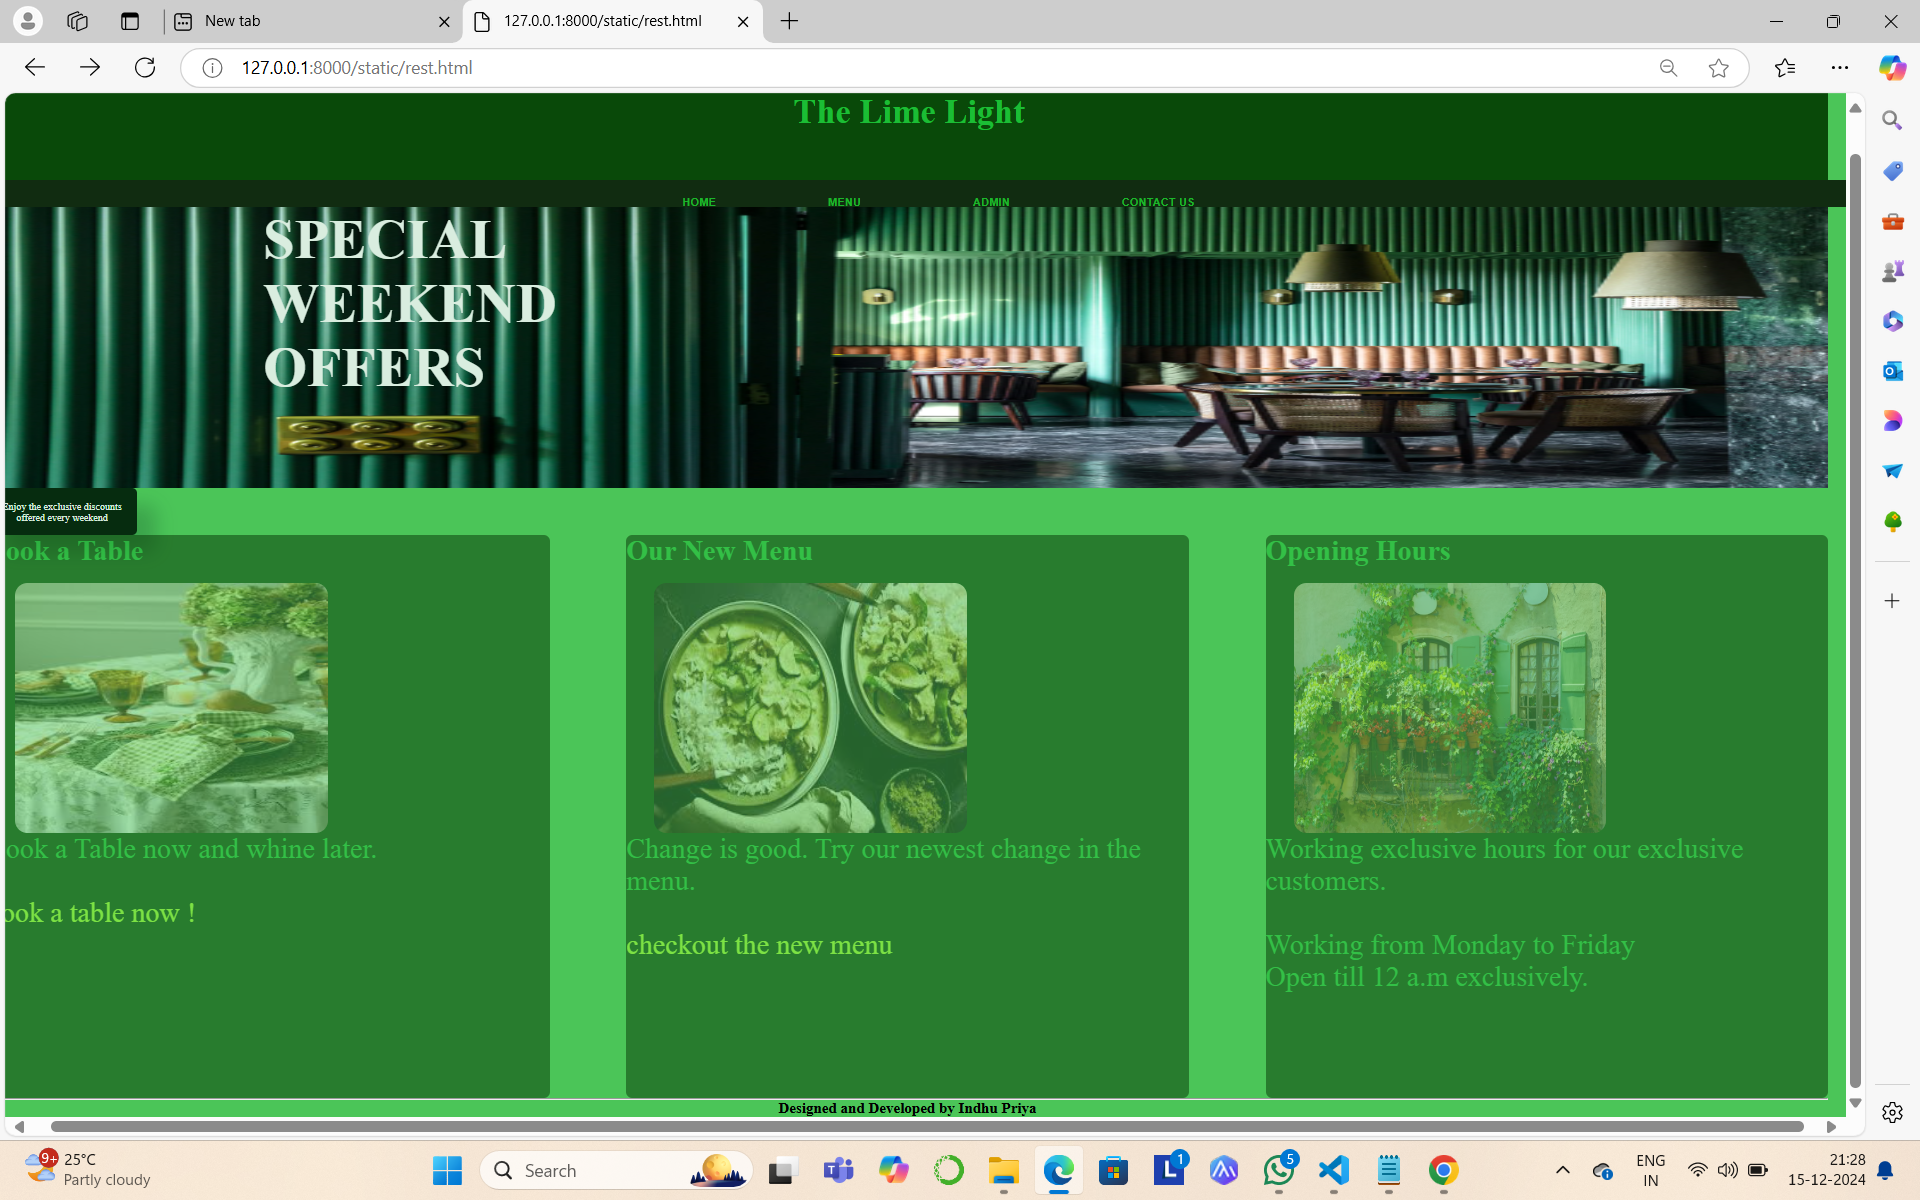 New tab
127.0.0.1:8000/static/rest.html
127.0.0.1:8000/static/rest.html
The Lime Light
HOME MENU ADMIN CONTACT US
SPECIAL
WEEKEND
OFFERS
Enjoy the exclusive discounts
offered every weekend
ook a Table
ook a Table now and whine later.
ook a table now !
Our New Menu
Change is good. Try our newest change in the
menu.
checkout the new menu
Opening Hours
Working exclusive hours for our exclusive
customers.
Working from Monday to Friday
Open till 12 a.m exclusively.
Designed and Developed by Indhu Priya
9+
25°C
Partly cloudy
Search
1
5
ENG
IN
21:28
15-12-2024